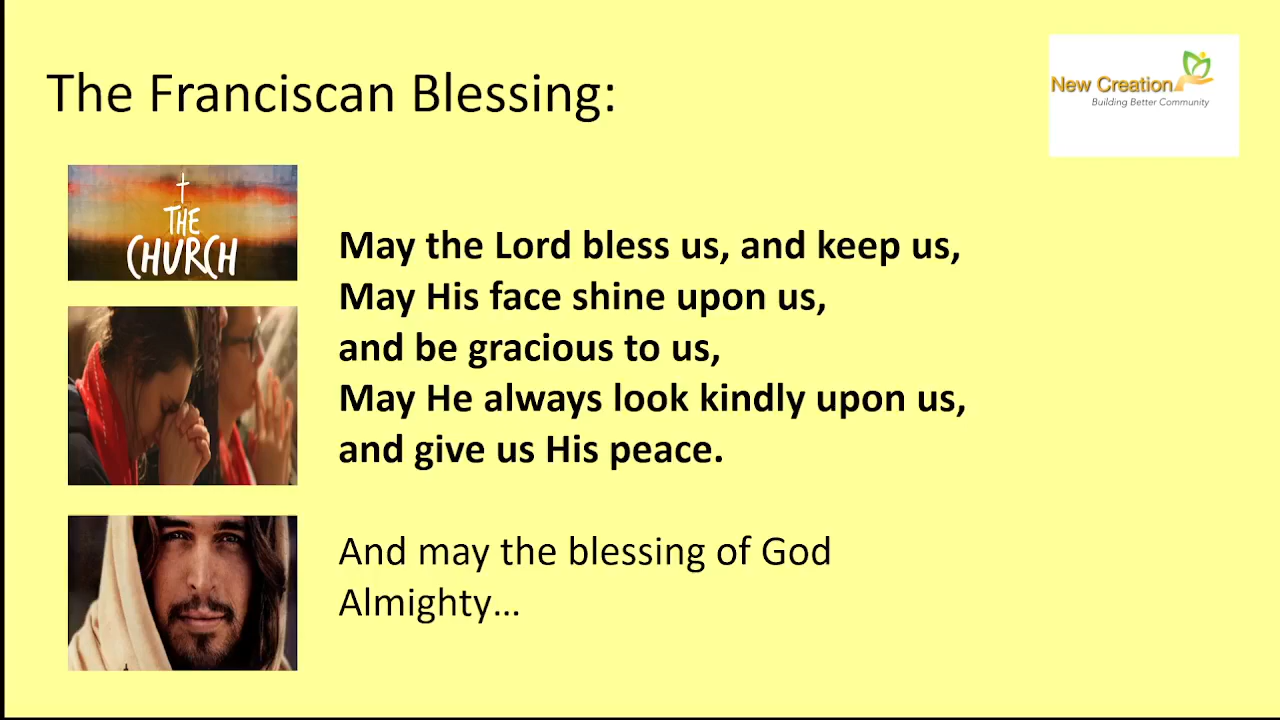 The Franciscan Blessing:
New Creation
Building Better Community
THE
CHURCH
May the Lord bless us, and keep us,
May His face shine upon us,
and be gracious to us,
May He always look kindly upon us,
and give us His peace.
And may the blessing of God
Almighty…